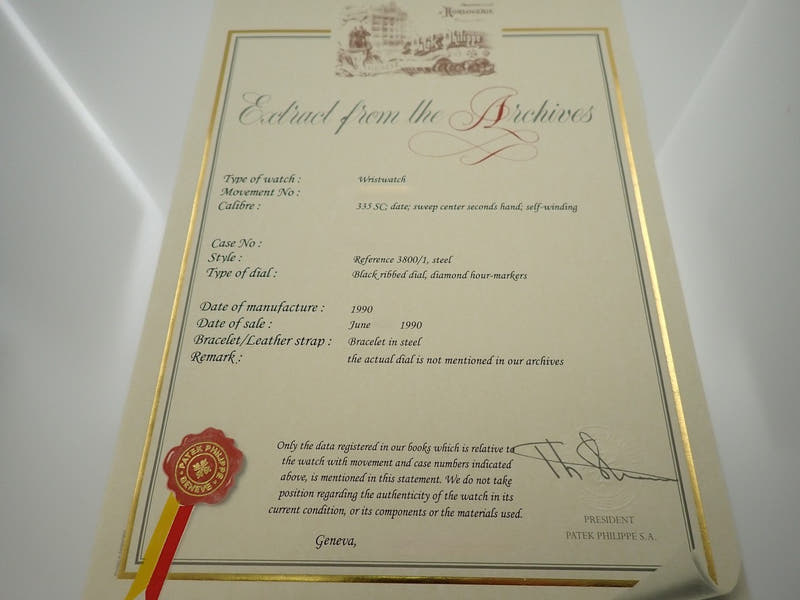 HORLOGERIE
Extract from the Archives
Type of watch : Wristwatch
Movement No :
Calibre : 335 SC; date; sweep center seconds hand; self-winding
Case No :
Style : Reference 3800/1, steel
Type of dial : Black ribbed dial, diamond hour-markers
Date of manufacture : 1990
Date of sale : June 1990
Bracelet/Leather strap : Bracelet in steel
Remark : the actual dial is not mentioned in our archives
Only the data registered in our books which is relative to
the watch with movement and case numbers indicated
above, is mentioned in this statement. We do not take
position regarding the authenticity of the watch in its
current condition, or its components or the materials used.
Geneva,
PATEK PHILIPPE
GENEVE
PRESIDENT
PATEK PHILIPPE S.A.